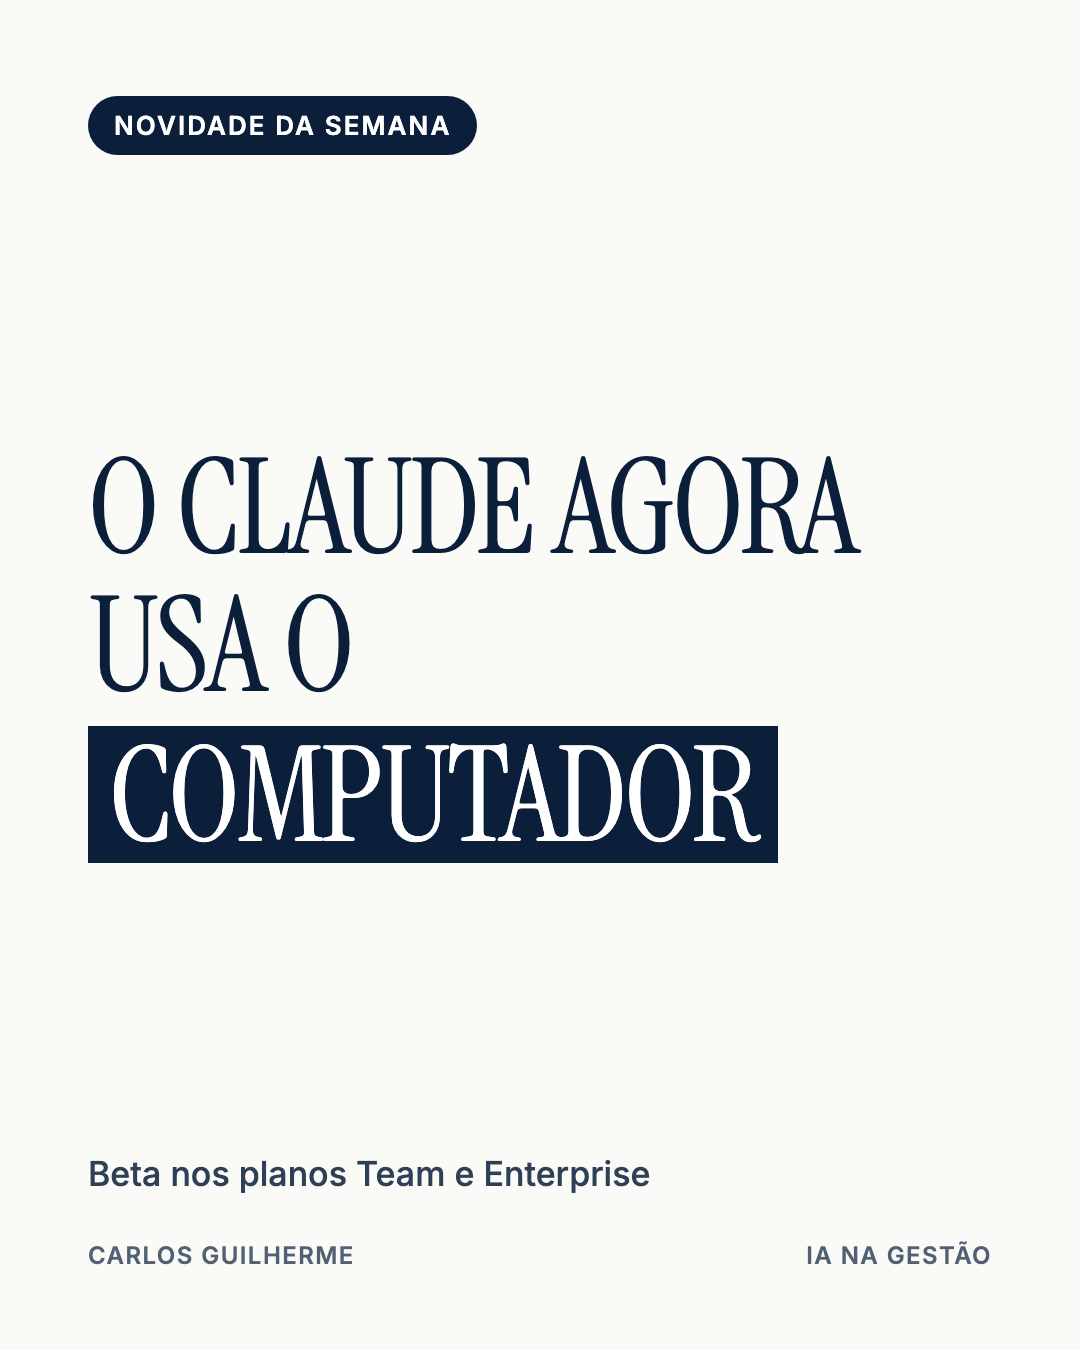 NOVIDADE DA SEMANA
O CLAUDE AGORA
USA O
COMPUTADOR
Beta nos planos Team e Enterprise
CARLOS GUILHERME
IA NA GESTÃO